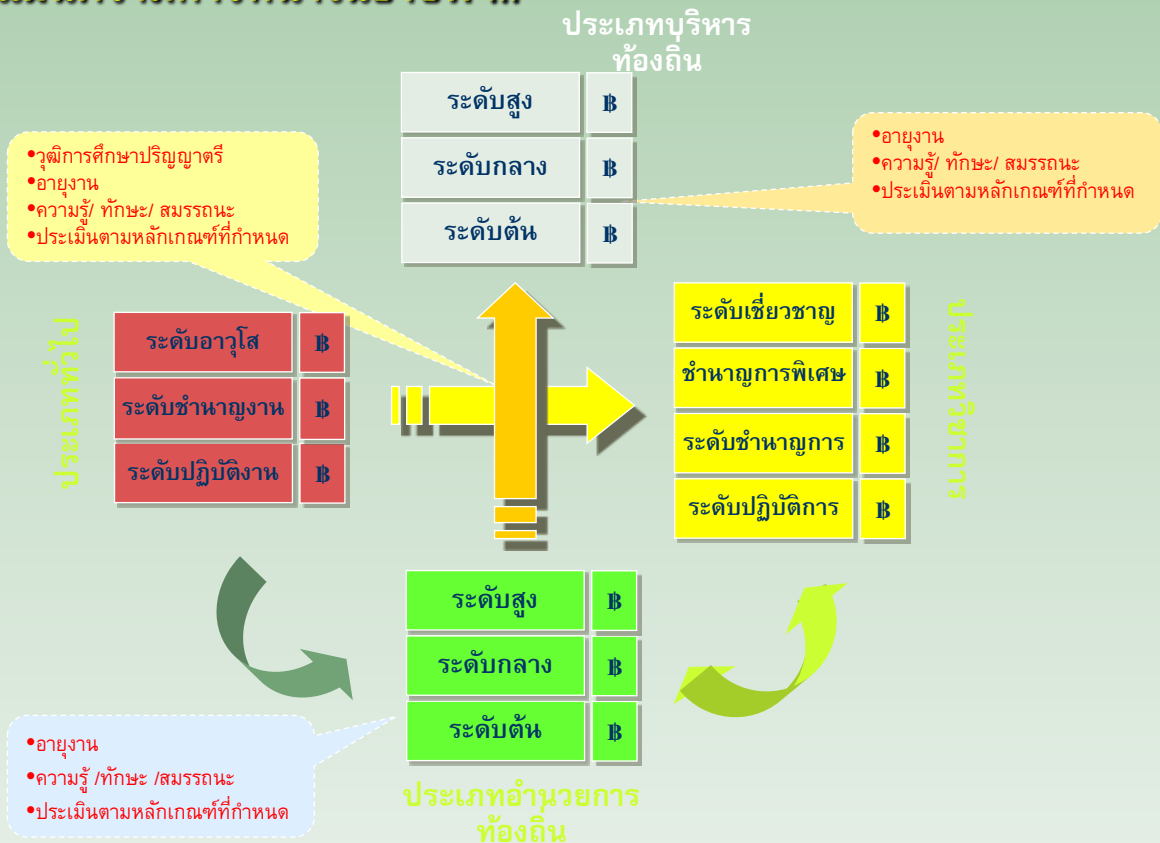 ประเภทบริหาร
ท้องถิ่น
ระดับสูง ฿
ระดับกลาง ฿
ระดับต้น ฿
•วุฒิการศึกษาปริญญาตรี
•อายุงาน
•ความรู้/ ทักษะ/ สมรรถนะ
•ประเมินตามหลักเกณฑ์ที่กำหนด
•อายุงาน
•ความรู้/ ทักษะ/ สมรรถนะ
•ประเมินตามหลักเกณฑ์ที่กำหนด
ประเภททั่วไป
ระดับอาวุโส ฿
ระดับชำนาญงาน ฿
ระดับปฏิบัติงาน ฿
ระดับเชี่ยวชาญ ฿
ชำนาญการพิเศษ ฿
ระดับชำนาญการ ฿
ระดับปฏิบัติการ ฿
ประเภทวิชาการ
ระดับสูง ฿
ระดับกลาง ฿
ระดับต้น ฿
ประเภทอำนวยการ
ท้องถิ่น
•อายุงาน
•ความรู้ /ทักษะ /สมรรถนะ
•ประเมินตามหลักเกณฑ์ที่กำหนด